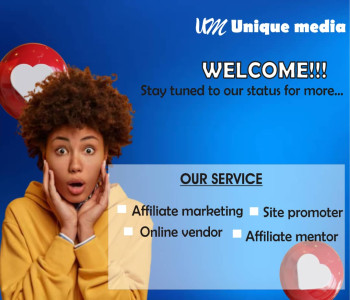 UM Unique media
WELCOME!!!
Stay tuned to our status for more...
OUR SERVICE
Affiliate marketing
Site promoter
Online vendor
Affiliate mentor